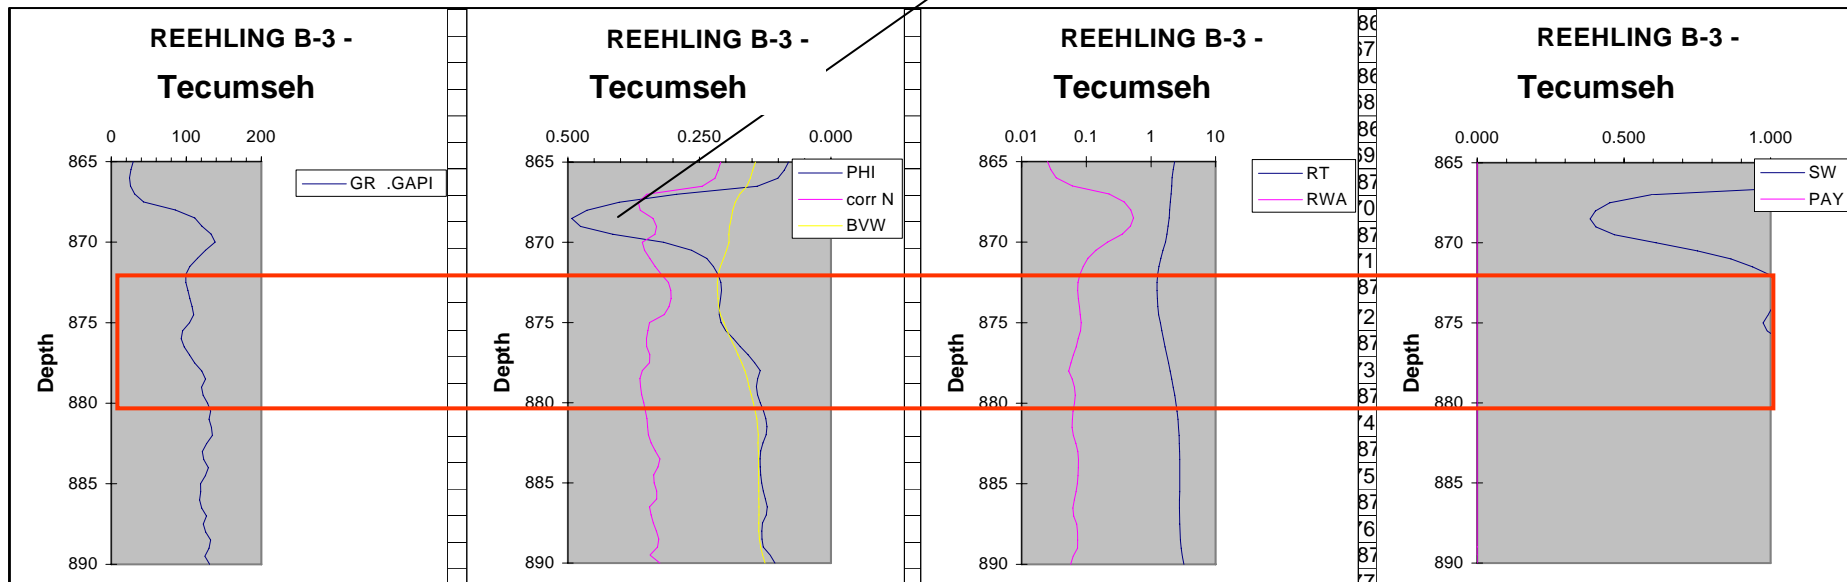 REEHLING B-3 -
Tecumseh
0 100 200
865
870
875
880
885
890
Depth
GR .GAPI
REEHLING B-3 -
Tecumseh
0.500 0.250 0.000
865
870
875
880
885
890
Depth
PHI
corr N
BVW
REEHLING B-3 -
Tecumseh
0.01 0.1 1 10
865
870
875
880
885
890
Depth
RT
RWA
REEHLING B-3 -
Tecumseh
0.000 0.500 1.000
865
870
875
880
885
890
Depth
SW
PAY